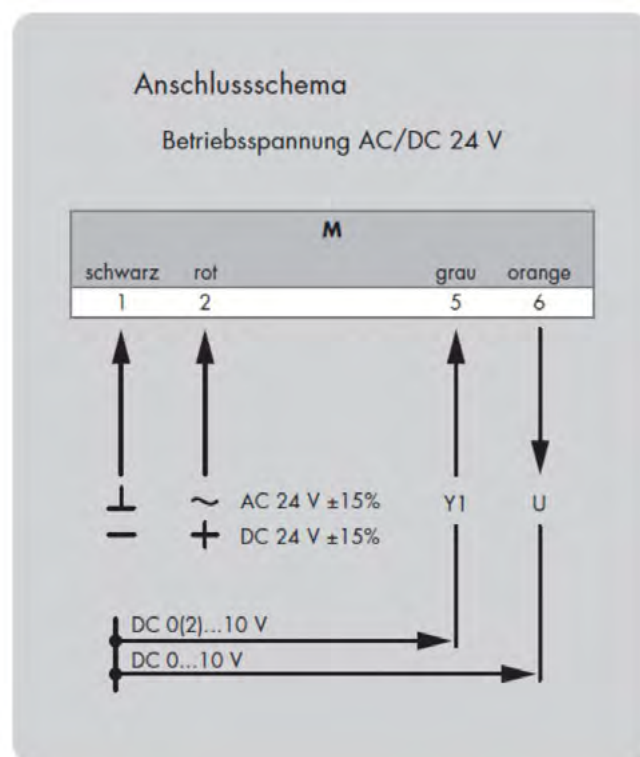 Anschlussschema
Betriebsspannung AC/DC 24 V
M
schwarz rot grau orange
1 2 5 6
⊥ ~ AC 24 V ±15% Y1 U
− + DC 24 V ±15%
DC 0(2)...10 V
DC 0...10 V